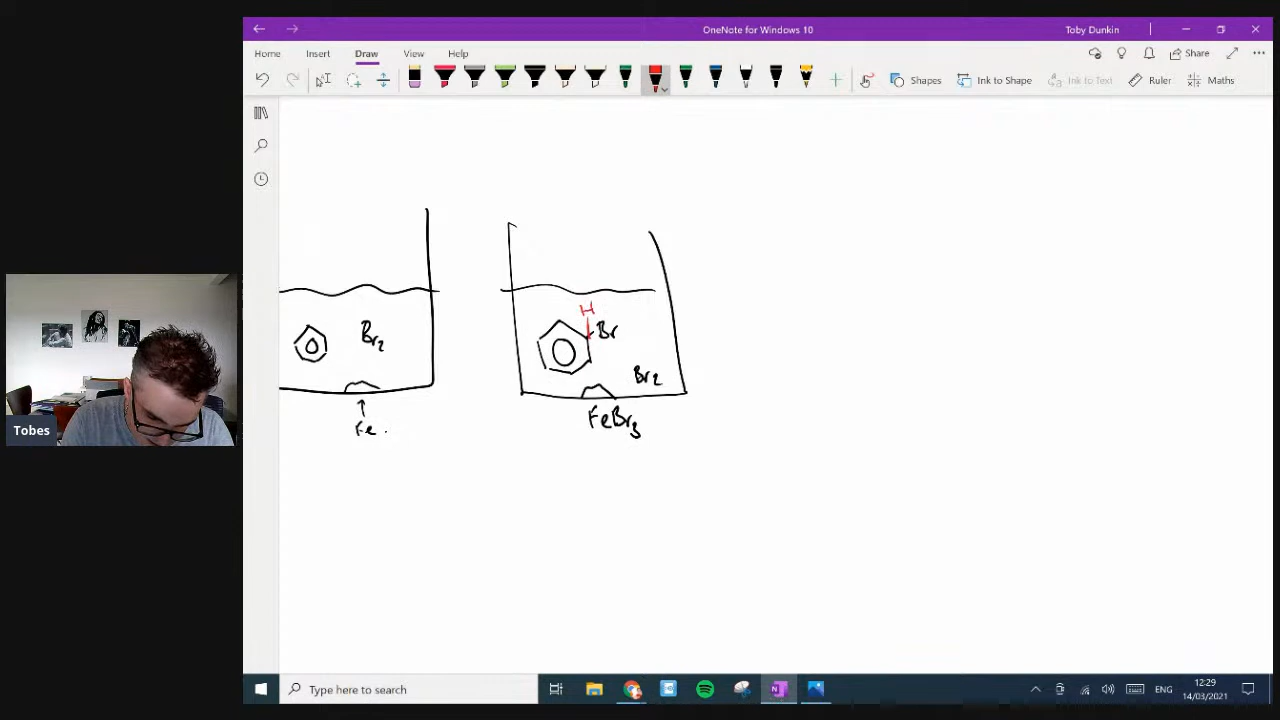 OneNote for Windows 10
Toby Dunkin
Home
Insert
Draw
View
Help
Share
Shapes
Ink to Shape
Ink to Text
Ruler
Maths
H
Br
Br2
Br2
Fe.
FeBr3
Tobes
Type here to search
ENG
12:29
14/03/2021